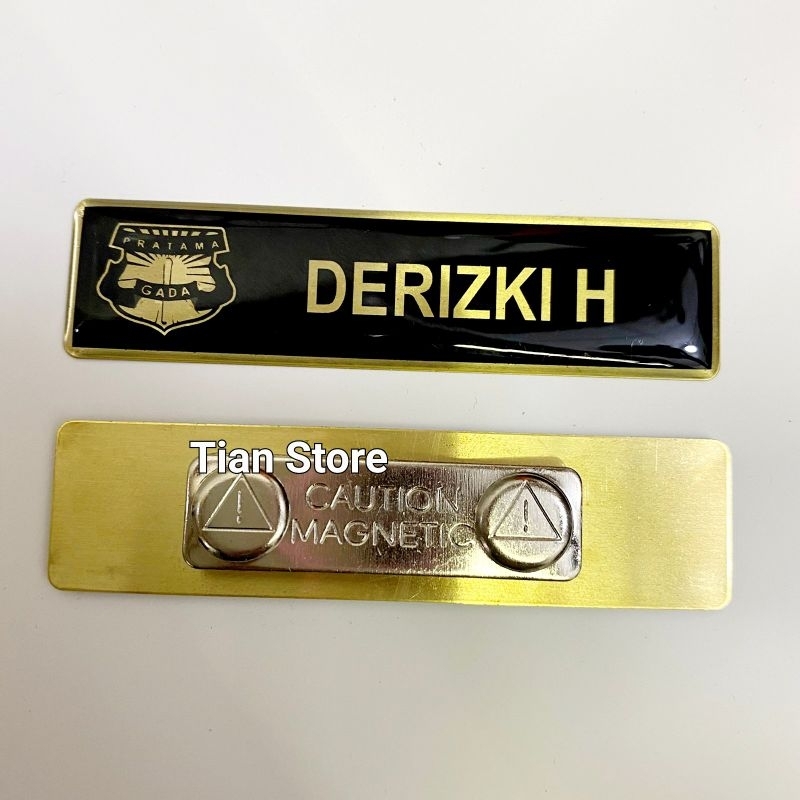 PRATAMA
GADA
DERIZKI H
Tian Store
CAUTION
MAGNETIC